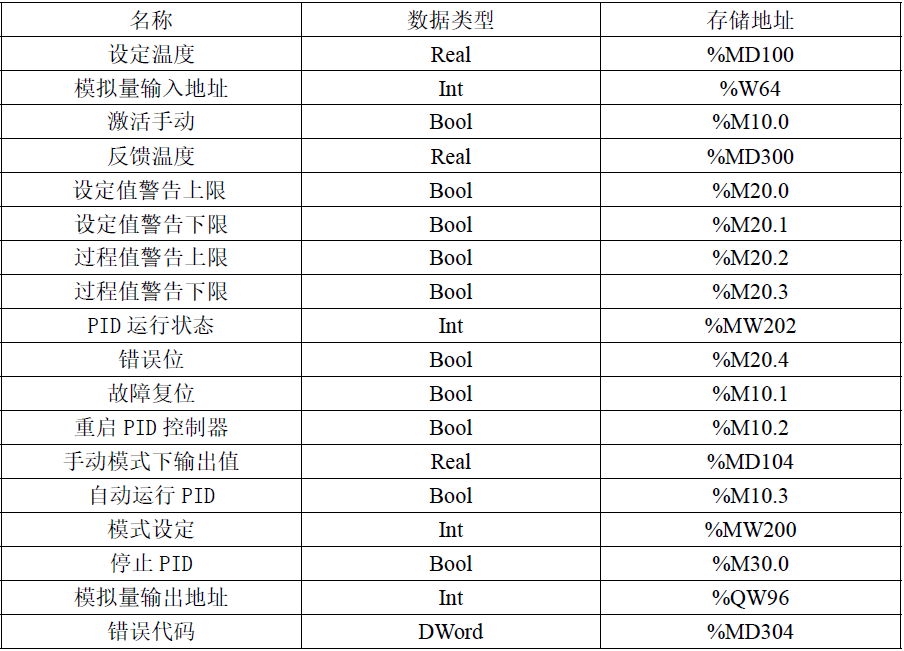 名称 数据类型 存储地址
设定温度 Real %MD100
模拟量输入地址 Int %W64
激活手动 Bool %M10.0
反馈温度 Real %MD300
设定值警告上限 Bool %M20.0
设定值警告下限 Bool %M20.1
过程值警告上限 Bool %M20.2
过程值警告下限 Bool %M20.3
PID 运行状态 Int %MW202
错误位 Bool %M20.4
故障复位 Bool %M10.1
重启 PID 控制器 Bool %M10.2
手动模式下输出值 Real %MD104
自动运行 PID Bool %M10.3
模式设定 Int %MW200
停止 PID Bool %M30.0
模拟量输出地址 Int %QW96
错误代码 DWord %MD304